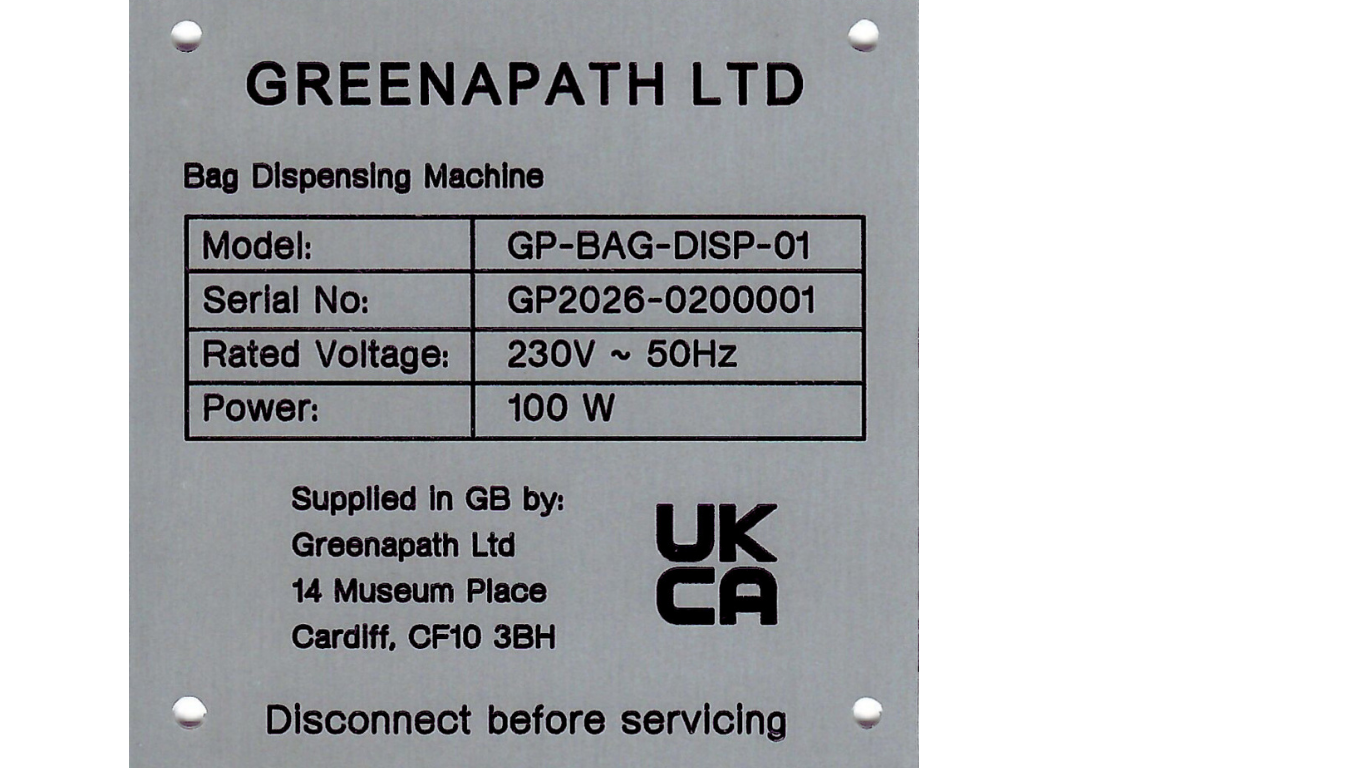 GREENAPATH LTD
Bag Dispensing Machine
Model: GP-BAG-DISP-01
Serial No: GP2026-0200001
Rated Voltage: 230V ~ 50Hz
Power: 100 W
Supplied in GB by:
Greenapath Ltd
14 Museum Place
Cardiff, CF10 3BH
UK
CA
Disconnect before servicing